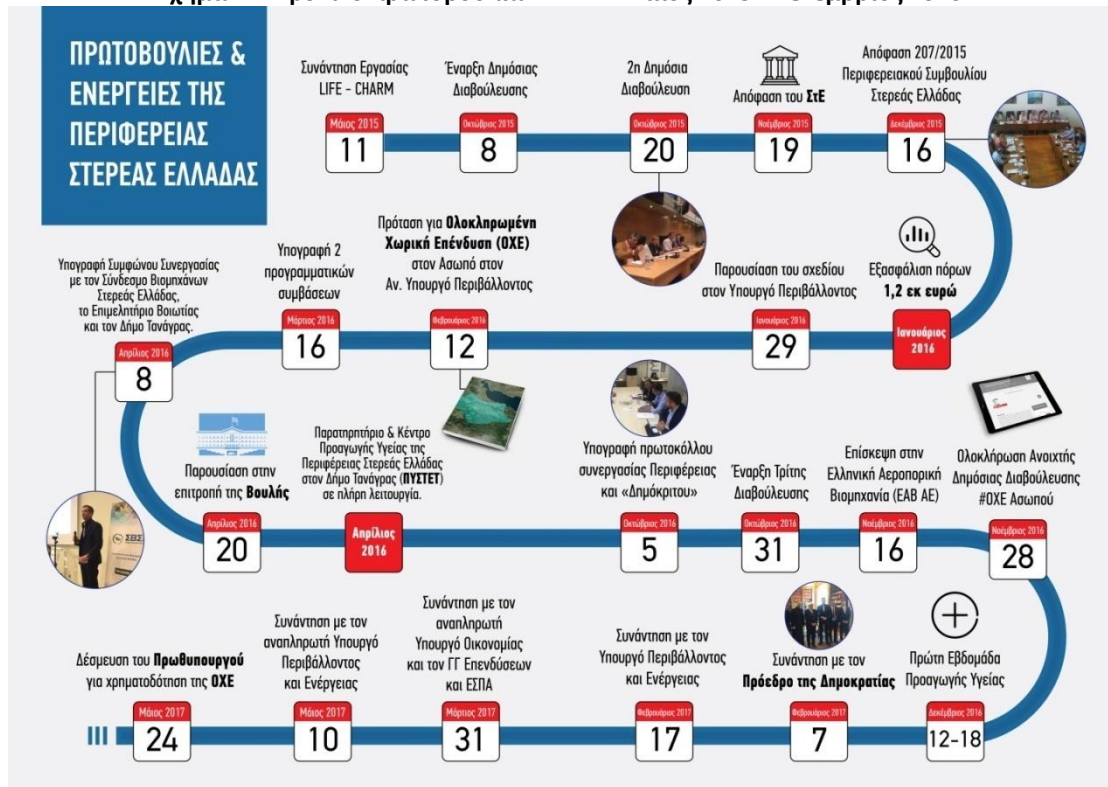 ΠΡΩΤΟΒΟΥΛΙΕΣ &
ΕΝΕΡΓΕΙΕΣ ΤΗΣ
ΠΕΡΙΦΕΡΕΙΑΣ
ΣΤΕΡΕΑΣ ΕΛΛΑΔΑΣ
Συνάντηση Εργασίας
LIFE - CHARM
Μάιος 2015
11
Έναρξη Δημόσιας
Διαβούλευσης
Οκτώβριος 2015
8
2η Δημόσια
Διαβούλευση
Οκτώβριος 2015
20
Απόφαση του ΣτΕ
Νοέμβριος 2015
19
Απόφαση 207/2015
Περιφερειακού Συμβουλίου
Στερεάς Ελλάδας
Δεκέμβριος 2015
16
Εξασφάλιση πόρων
1,2 εκ ευρώ
Ιανουάριος
2016
Παρουσίαση του σχεδίου
στον Υπουργό Περιβάλλοντος
Ιανουάριος 2016
29
Πρόταση για Ολοκληρωμένη
Χωρική Επένδυση (ΟΧΕ)
στον Ασωπό στον
Αν. Υπουργό Περιβάλλοντος
Φεβρουάριος 2016
12
Υπογραφή 2
προγραμματικών
συμβάσεων
Μάρτιος 2016
16
Υπογραφή Συμφώνου Συνεργασίας
με τον Σύνδεσμο Βιομηχάνων
Στερεάς Ελλάδας,
το Επιμελητήριο Βοιωτίας
και τον Δήμο Τανάγρας.
Απρίλιος 2016
8
ΣΒΣΕ
Παρουσίαση στην
επιτροπή της Βουλής
Απρίλιος 2016
20
Παρατηρητήριο & Κέντρο
Προαγωγής Υγείας της
Περιφέρειας Στερεάς Ελλάδας
στον Δήμο Τανάγρας (ΠΥΣΤΕΤ)
σε πλήρη λειτουργία.
Απρίλιος
2016
Υπογραφή πρωτοκόλλου
συνεργασίας Περιφέρειας
και «Δημόκριτου»
Οκτώβριος 2016
5
Έναρξη Τρίτης
Διαβούλευσης
Οκτώβριος 2016
31
Επίσκεψη στην
Ελληνική Αεροπορική
Βιομηχανία (ΕΑΒ ΑΕ)
Νοέμβριος 2016
16
Ολοκλήρωση Ανοιχτής
Δημόσιας Διαβούλευσης
#ΟΧΕ Ασωπού
Νοέμβριος 2016
28
Πρώτη Εβδομάδα
Προαγωγής Υγείας
Δεκέμβριος 2016
12-18
Συνάντηση με τον
Πρόεδρο της Δημοκρατίας
Φεβρουάριος 2017
7
Συνάντηση με τον
Υπουργό Περιβάλλοντος
και Ενέργειας
Φεβρουάριος 2017
17
Συνάντηση με τον
αναπληρωτή
Υπουργό Οικονομίας
και τον ΓΓ Επενδύσεων
και ΕΣΠΑ
Μάρτιος 2017
31
Συνάντηση με τον
αναπληρωτή Υπουργό
Περιβάλλοντος
και Ενέργειας
Μάιος 2017
10
Δέσμευση του Πρωθυπουργού
για χρηματοδότηση της ΟΧΕ
Μάιος 2017
24